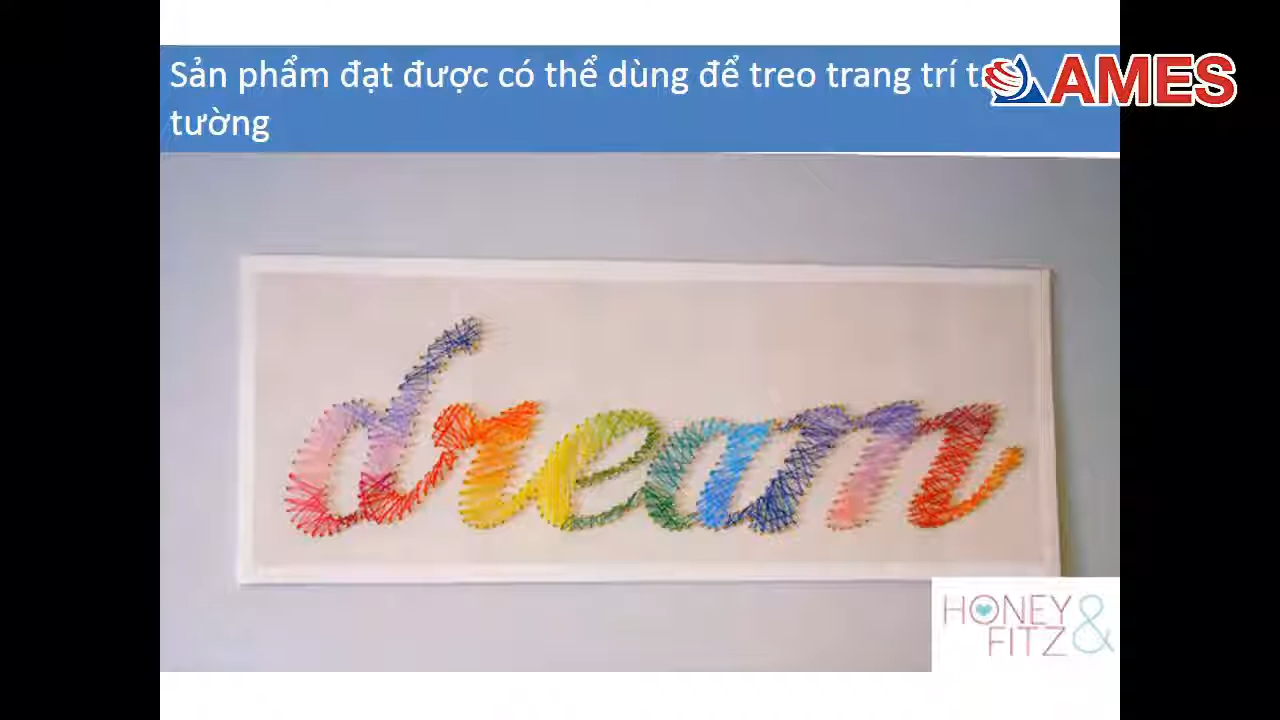 Sản phẩm đạt được có thể dùng để treo trang trí
tường
AMES
dream
HONEY &
FITZ